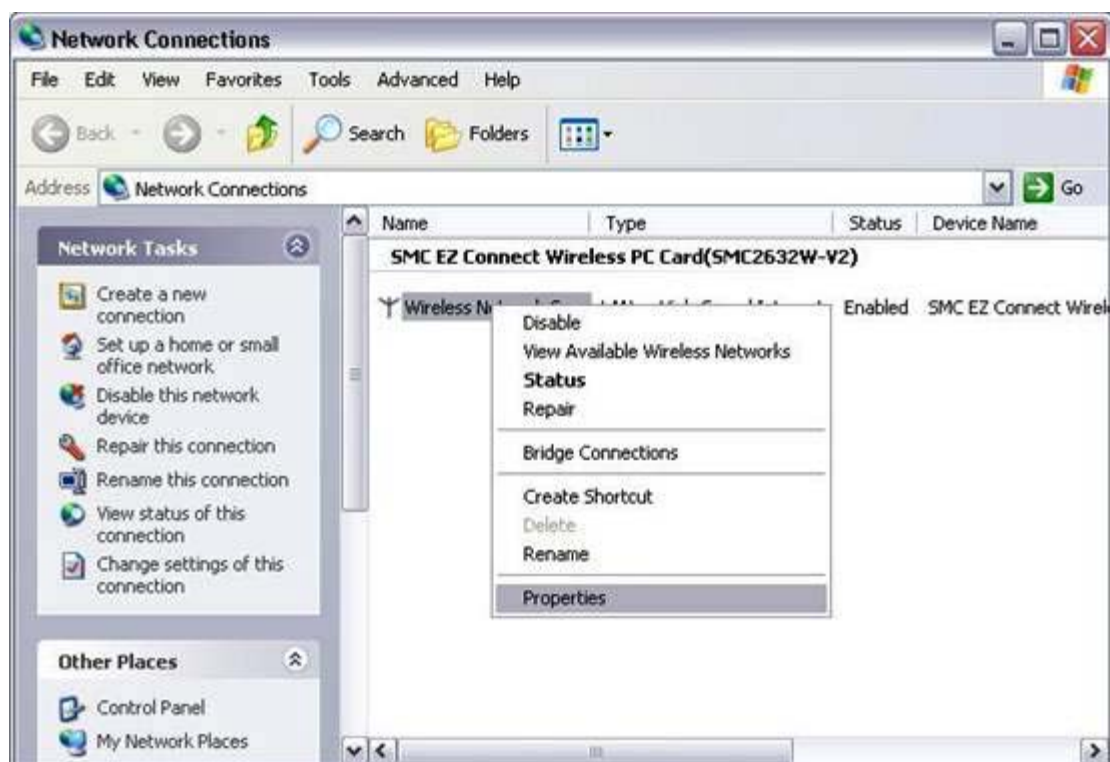 Network Connections
File Edit View Favorites Tools Advanced Help
Back Search Folders
Address Network Connections Go
Network Tasks
Create a new
connection
Set up a home or small
office network
Disable this network
device
Repair this connection
Rename this connection
View status of this
connection
Change settings of this
connection
Other Places
Control Panel
My Network Places
Name Type Status Device Name
SMC EZ Connect Wireless PC Card(SMC2632W-V2)
Wireless Enabled SMC EZ Connect
Disable
View Available Wireless Networks
Status
Repair
Bridge Connections
Create Shortcut
Delete
Rename
Properties